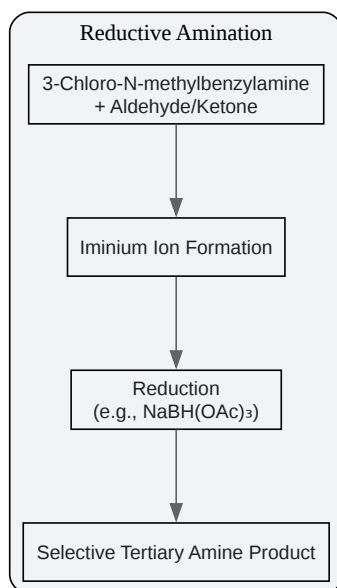 Reductive Amination
3-Chloro-N-methylbenzylamine
+ Aldehyde/Ketone
Iminium Ion Formation
Reduction
(e.g., NaBH(OAc)₃)
Selective Tertiary Amine Product